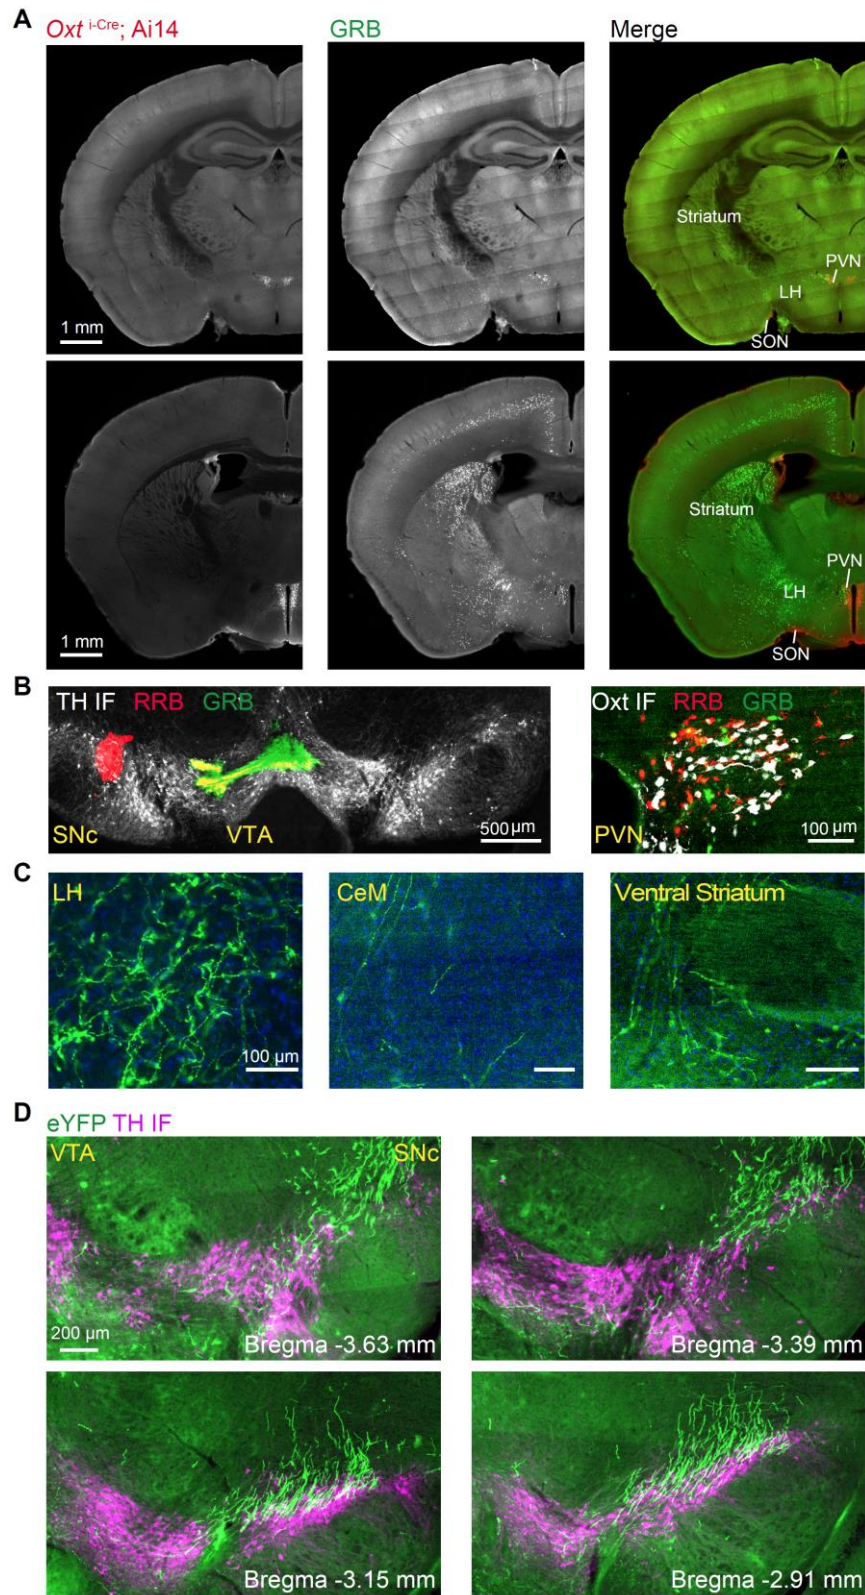 A
Oxt i-Cre; Ai14 GRB Merge
Striatum
PVN
LH
1 mm
SON
Striatum
PVN
LH
1 mm
SON
B
TH IF RRB GRB
Oxt IF RRB GRB
SNc VTA 500 µm
PVN 100 µm
C
LH CeM Ventral Striatum
100 µm
D
eYFP TH IF
VTA SNc
200 µm
Bregma -3.63 mm
Bregma -3.39 mm
Bregma -3.15 mm
Bregma -2.91 mm